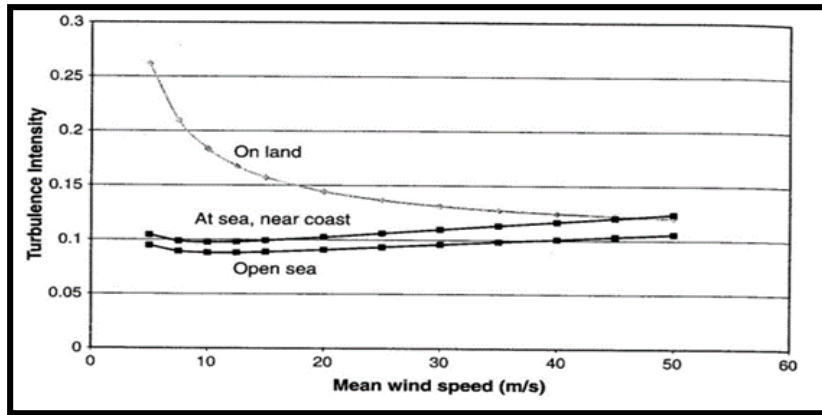 0.3
0.25
0.2
0.15
0.1
0.05
0
Turbulence Intensity
On land
At sea, near coast
Open sea
0 10 20 30 40 50 60
Mean wind speed (m/s)